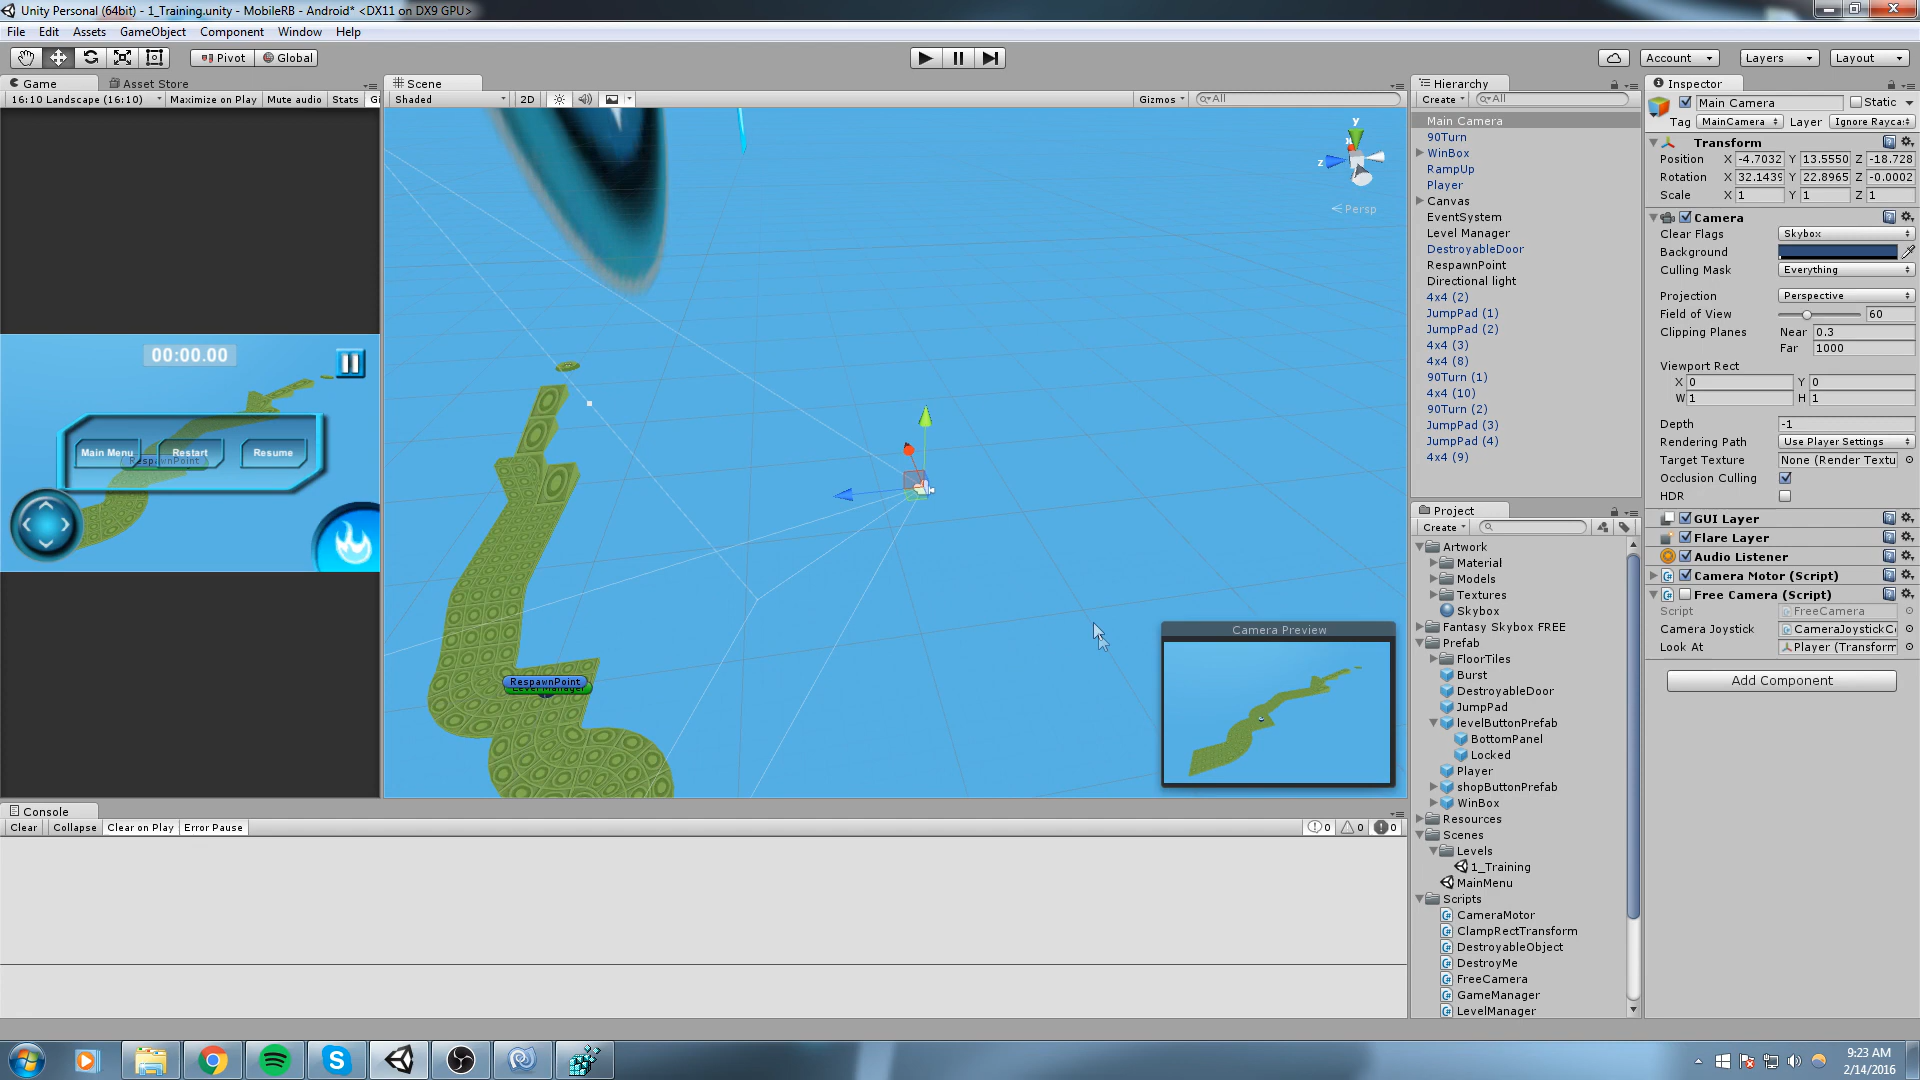 Unity Personal (64bit) - 1_Training.unity - MobileRB - Android* <DX11 on DX9 GPU>
File Edit Assets GameObject Component Window Help
Pivot Global Account Layers Layout
Game Asset Store
16:10 Landscape (16:10) Maximize on Play Mute audio Stats Gi
00:00.00
Main Menu Restart Resume
RespawnPoint
Scene
Shaded 2D Gizmos All
y
x
z
Persp
RespawnPoint
LevelManager
Camera Preview
Console
Clear Collapse Clear on Play Error Pause 0 0 0
Hierarchy
Create All
Main Camera
90Turn
WinBox
RampUp
Player
Canvas
EventSystem
Level Manager
DestroyableDoor
RespawnPoint
Directional light
4x4 (2)
JumpPad (1)
JumpPad (2)
4x4 (3)
4x4 (8)
90Turn (1)
4x4 (10)
90Turn (2)
JumpPad (3)
JumpPad (4)
4x4 (9)
Project
Create
Artwork
Material
Models
Textures
Skybox
Fantasy Skybox FREE
Prefab
FloorTiles
Burst
DestroyableDoor
JumpPad
levelButtonPrefab
BottomPanel
Locked
Player
shopButtonPrefab
WinBox
Resources
Scenes
Levels
1_Training
MainMenu
Scripts
CameraMotor
ClampRectTransform
DestroyableObject
DestroyMe
FreeCamera
GameManager
LevelManager
Inspector
Main Camera Static
Tag MainCamera Layer Ignore Rayca
Transform
Position X -4.7032 Y 13.5550 Z -18.728
Rotation X 32.1439 Y 22.8965 Z -0.0002
Scale X 1 Y 1 Z 1
Camera
Clear Flags Skybox
Background
Culling Mask Everything
Projection Perspective
Field of View 60
Clipping Planes Near 0.3
Far 1000
Viewport Rect
X 0 Y 0
W 1 H 1
Depth -1
Rendering Path Use Player Settings
Target Texture None (Render Textu
Occlusion Culling
HDR
GUI Layer
Flare Layer
Audio Listener
Camera Motor (Script)
Free Camera (Script)
Script FreeCamera
Camera Joystick CameraJoystickCo
Look At Player (Transform
Add Component
9:23 AM
2/14/2016